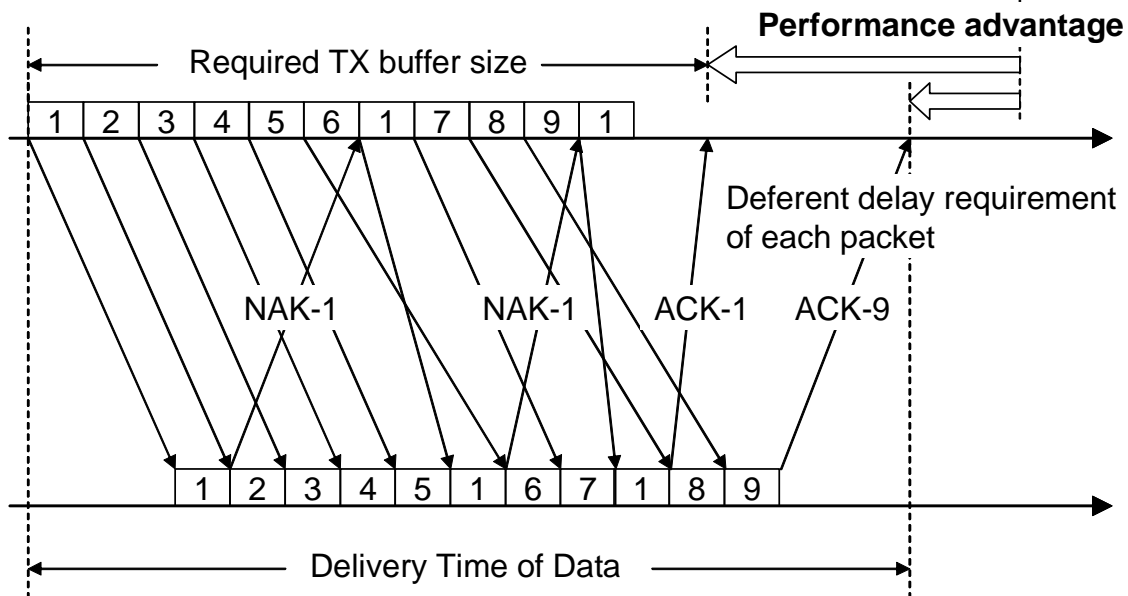 Performance advantage
Required TX buffer size
1 2 3 4 5 6 1 7 8 9 1
Deferent delay requirement
of each packet
NAK-1 NAK-1 ACK-1 ACK-9
1 2 3 4 5 1 6 7 1 8 9
Delivery Time of Data